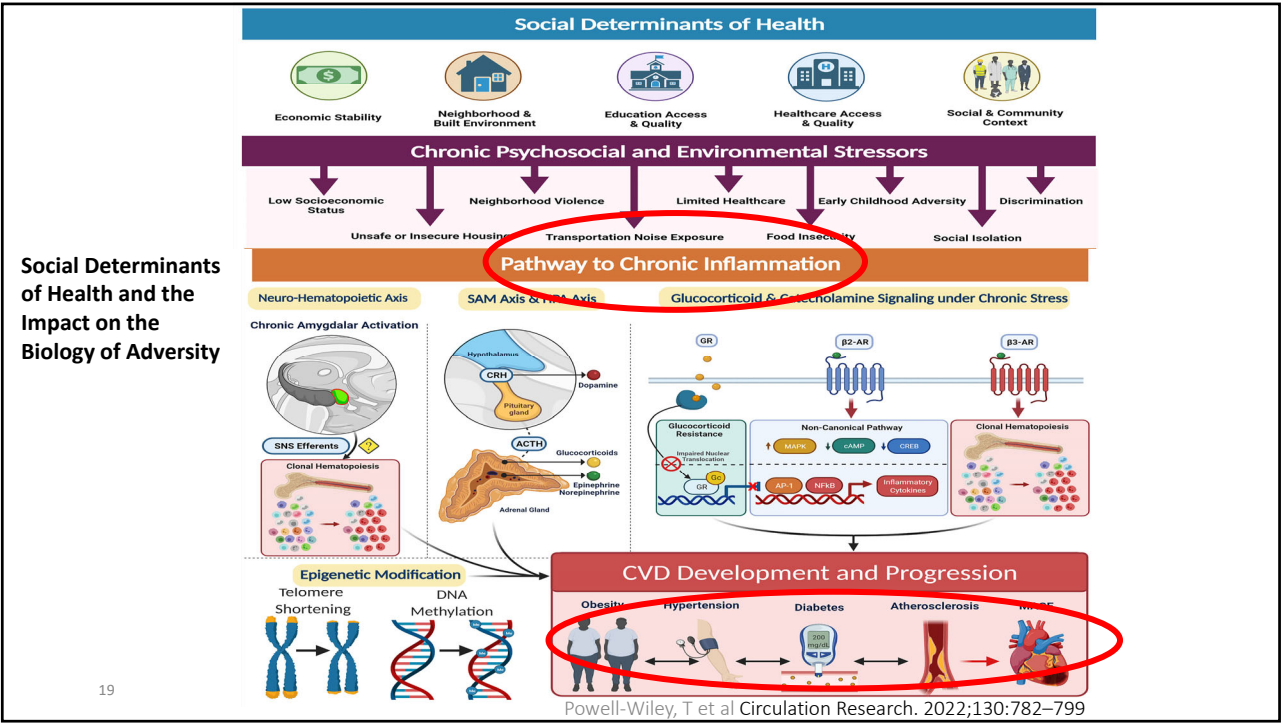 Social Determinants of Health
Economic Stability
Neighborhood &
Built Environment
Education Access
& Quality
Healthcare Access
& Quality
Social & Community
Context
Chronic Psychosocial and Environmental Stressors
Low Socioeconomic
Status
Neighborhood Violence
Limited Healthcare
Early Childhood Adversity
Discrimination
Unsafe or Insecure Housing
Transportation Noise Exposure
Food Insecurity
Social Isolation
Pathway to Chronic Inflammation
Social Determinants
of Health and the
Impact on the
Biology of Adversity
Neuro-Hematopoietic Axis
Chronic Amygdalar Activation
SNS Efferents
?
Clonal Hematopoiesis
SAM Axis & HPA Axis
Hypothalamus
CRH
Dopamine
Pituitary
gland
ACTH
Glucocorticoids
Epinephrine
Norepinephrine
Adrenal Gland
Glucocorticoid & Catecholamine Signaling under Chronic Stress
GR
β2-AR
β3-AR
Glucocorticoid
Resistance
Impaired Nuclear
Translocation
Gc
GR
Non-Canonical Pathway
MAPK
cAMP
CREB
AP-1
NFkB
Inflammatory
Cytokines
Clonal Hematopoiesis
Epigenetic Modification
Telomere
Shortening
DNA
Methylation
CVD Development and Progression
Obesity
Hypertension
Diabetes
Atherosclerosis
MACE
200
mg/dL
19
Powell-Wiley, T et al Circulation Research. 2022;130:782–799